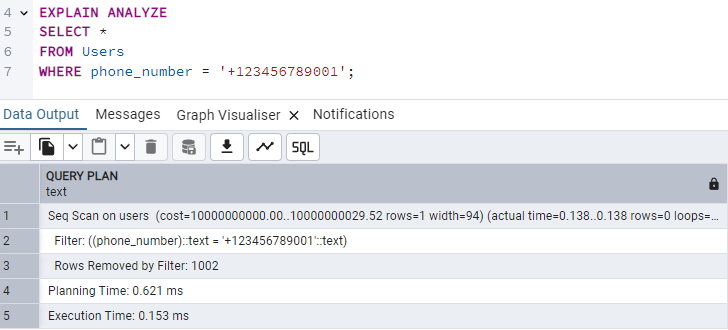 4 EXPLAIN ANALYZE
5 SELECT *
6 FROM Users
7 WHERE phone_number = '+123456789001';
Data Output Messages Graph Visualiser × Notifications
SQL
QUERY PLAN
text
1 Seq Scan on users (cost=10000000000.00..10000000029.52 rows=1 width=94) (actual time=0.138..0.138 rows=0 loops=...
2 Filter: ((phone_number)::text = '+123456789001'::text)
3 Rows Removed by Filter: 1002
4 Planning Time: 0.621 ms
5 Execution Time: 0.153 ms